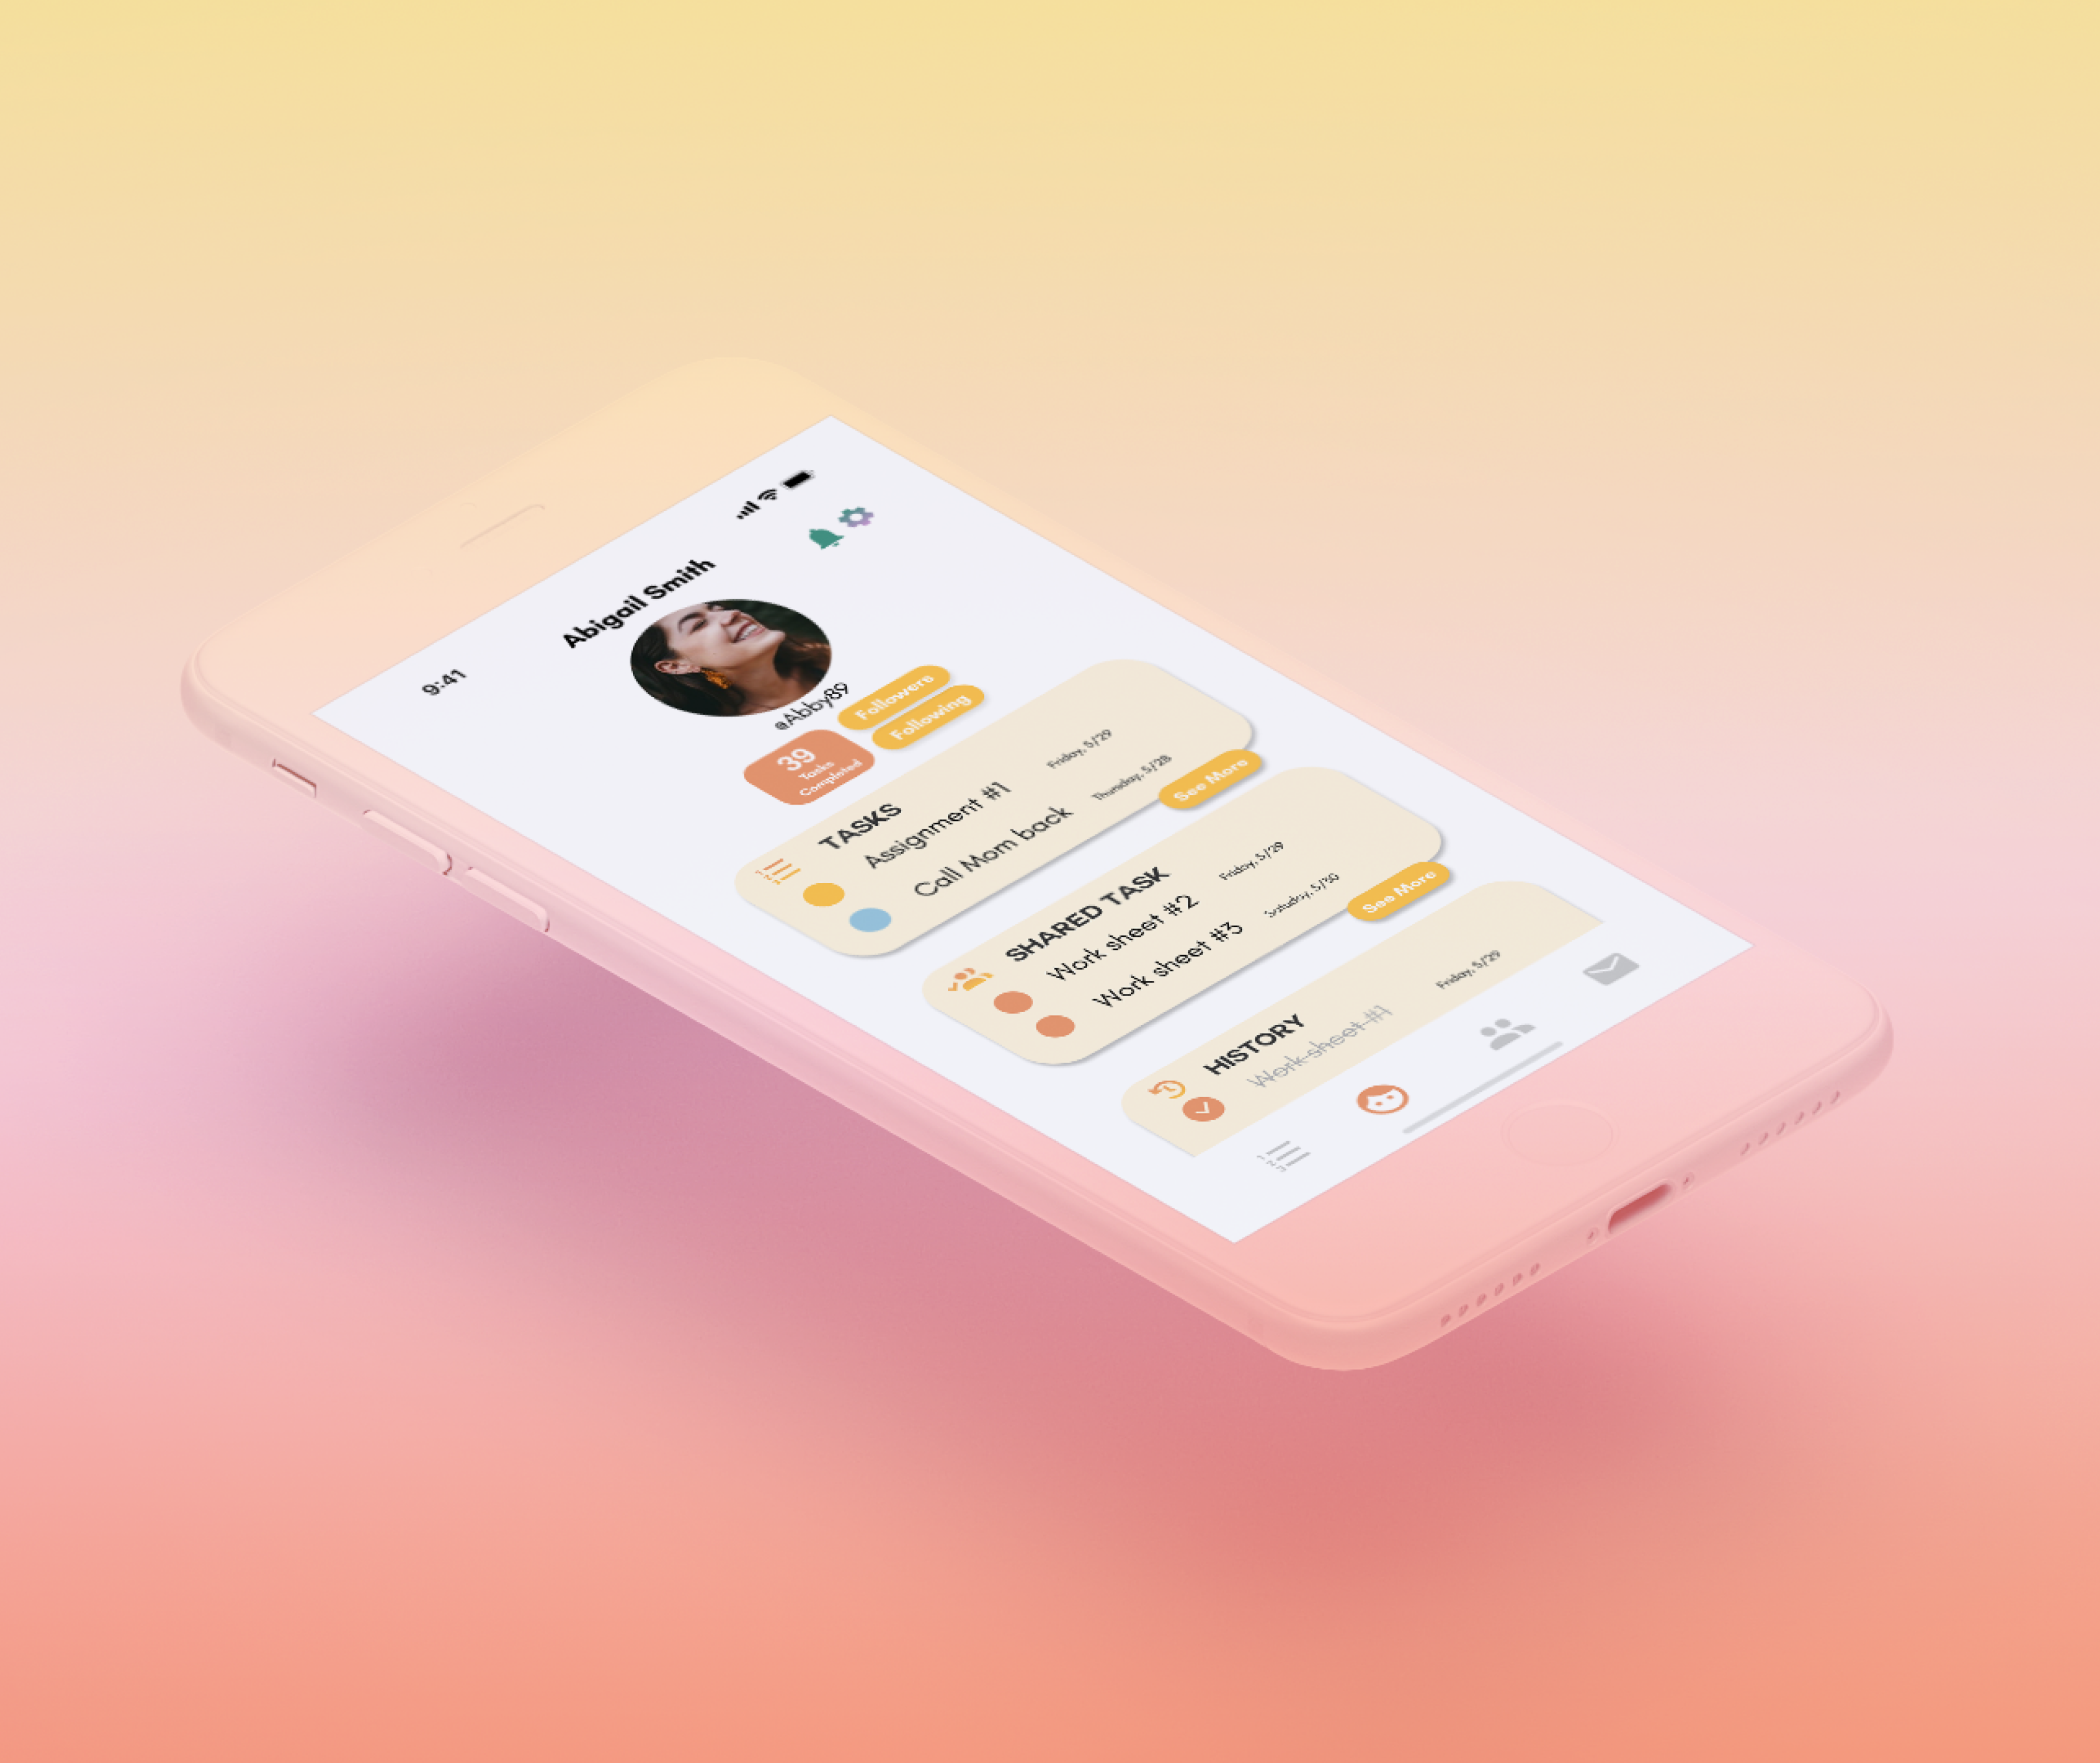 9:41
Abigail Smith
@Abby89
39
Tasks
Completed
Followers
Following
TASKS
Assignment #1 Friday, 5/29
Call Mom back Thursday, 5/28
See More
SHARED TASK
Work sheet #2 Friday, 5/29
Work sheet #3 Saturday, 5/30
See More
HISTORY
Work sheet #1 Friday, 5/29